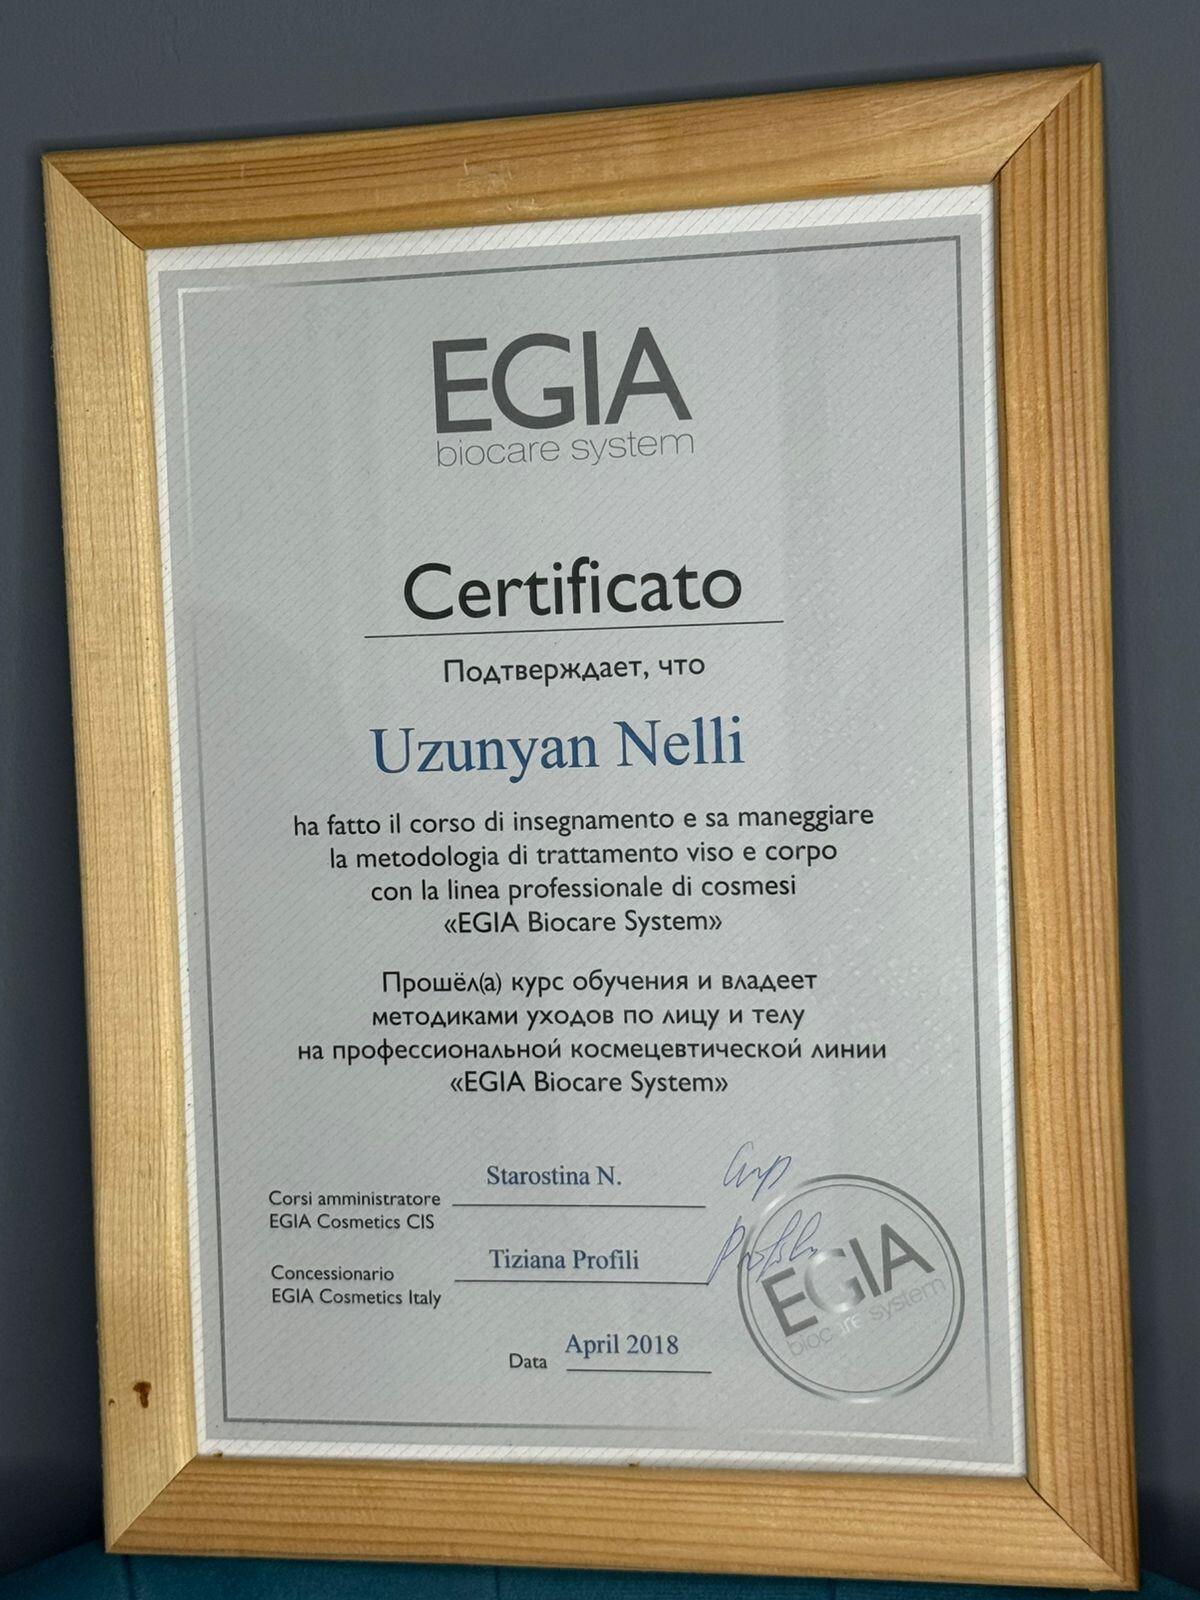 EGIA
biocare system
Certificato
Подтверждает, что
Uzunyan Nelli
ha fatto il corso di insegnamento e sa maneggiare
la metodologia di trattamento viso e corpo
con la linea professionale di cosmesi
«EGIA Biocare System»
Прошёл(а) курс обучения и владеет
методиками уходов по лицу и телу
на профессиональной космецевтической линии
«EGIA Biocare System»
Corsi amministratore
EGIA Cosmetics CIS
Starostina N.
Concessionario
EGIA Cosmetics Italy
Tiziana Profili
Data April 2018
EGIA
biocare system